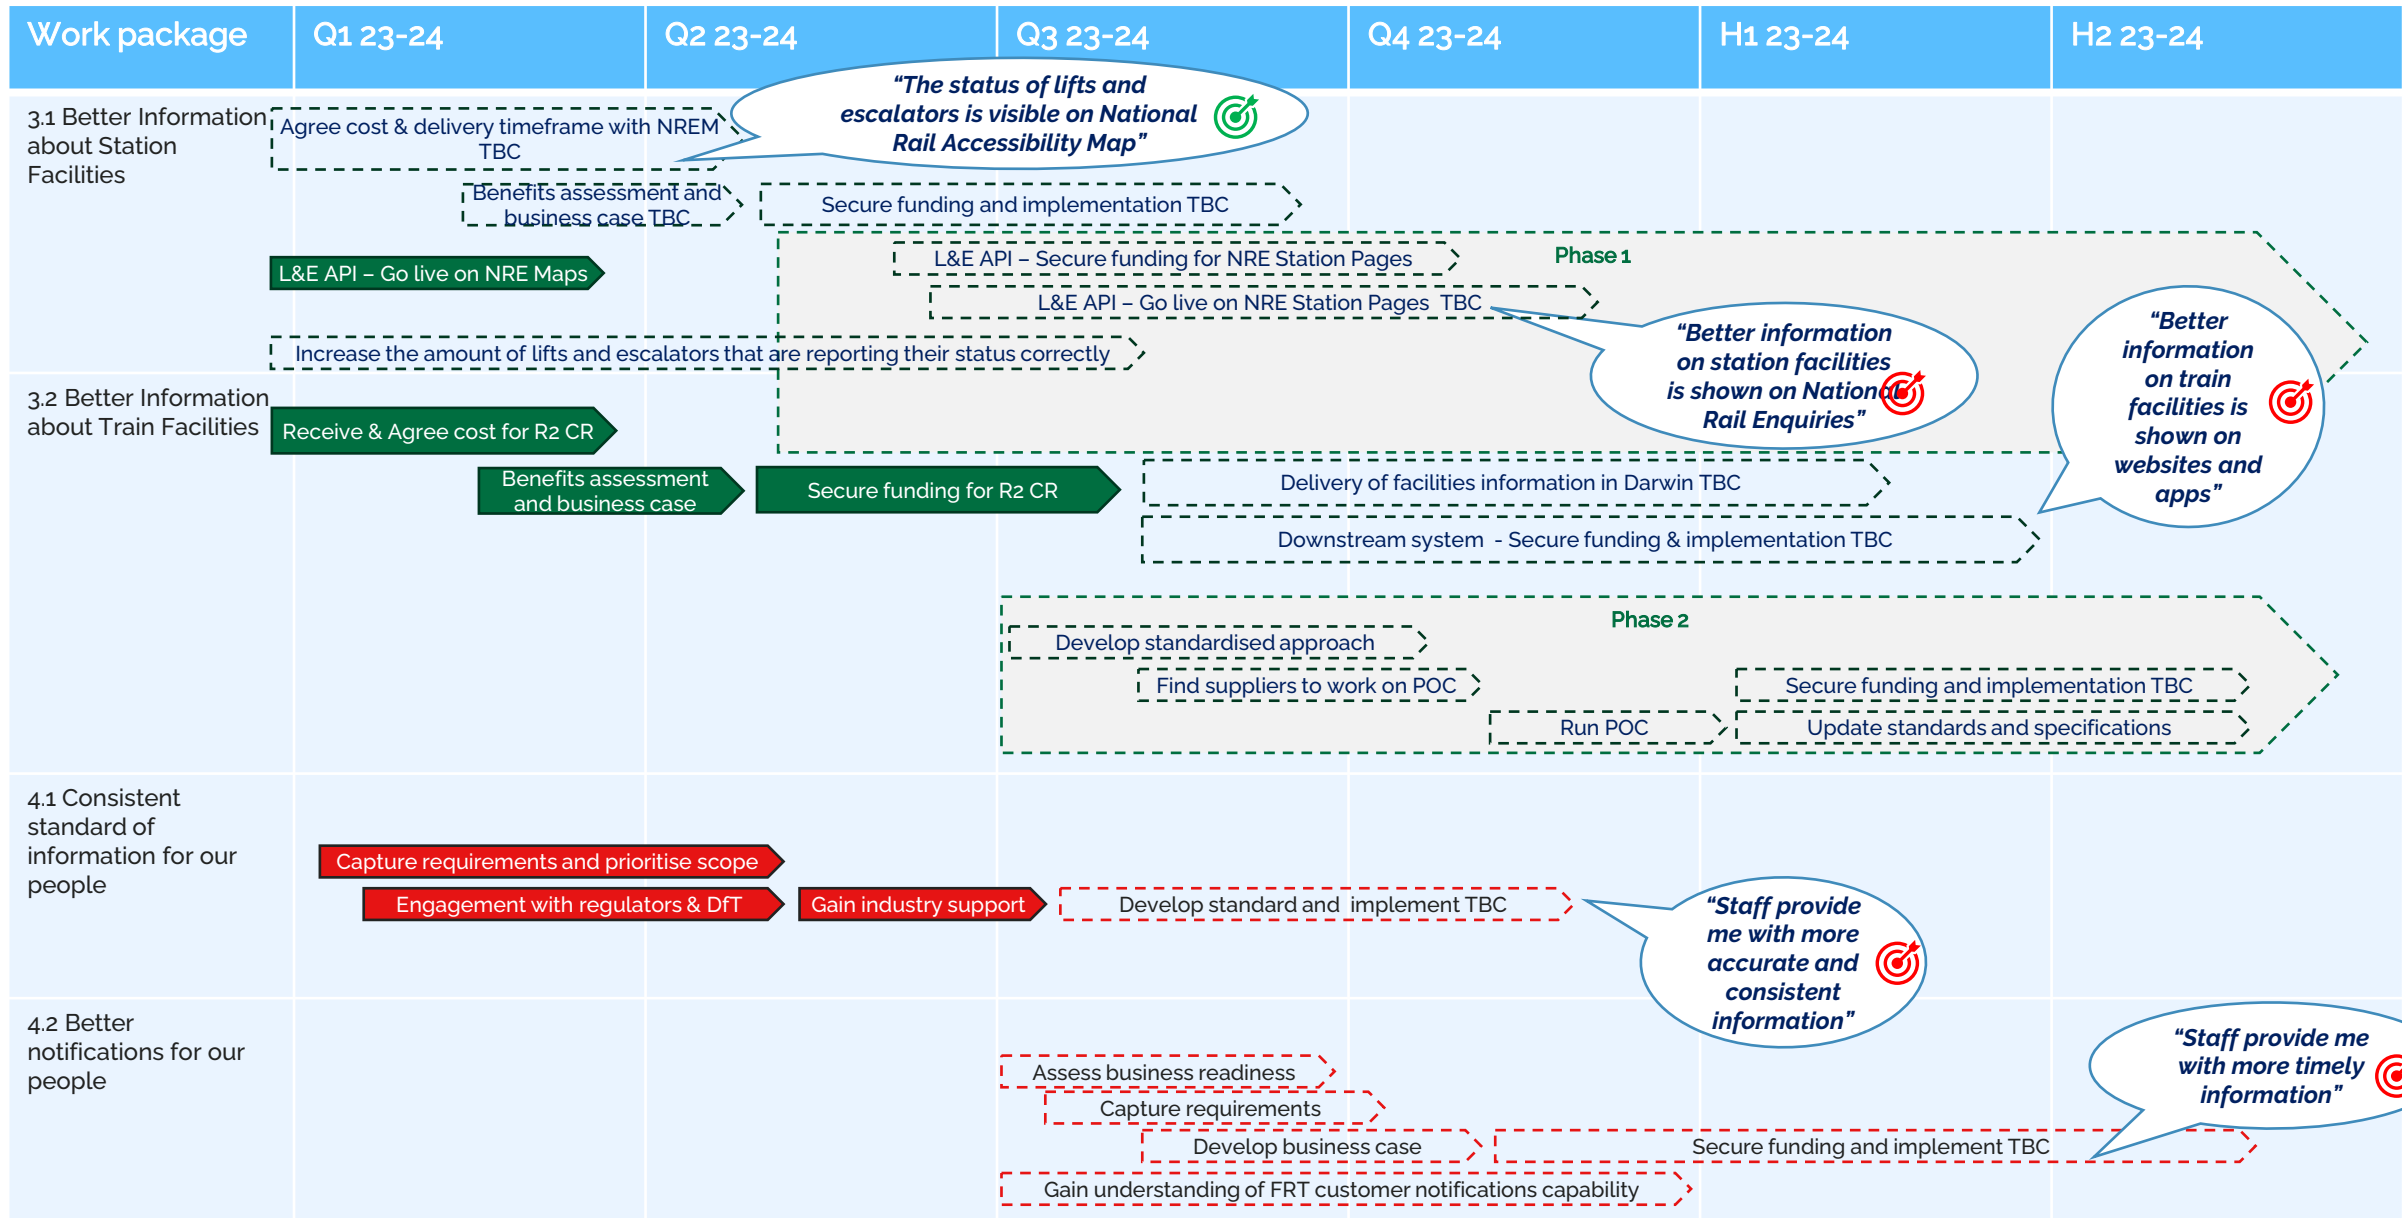 Work package
Q1 23-24
Q2 23-24
Q3 23-24
Q4 23-24
H1 23-24
H2 23-24
3.1 Better Information
about Station
Facilities
Agree cost & delivery timeframe with NREM
TBC
“The status of lifts and
escalators is visible on National
Rail Accessibility Map”
Benefits assessment and
business case TBC
Secure funding and implementation TBC
L&E API – Go live on NRE Maps
L&E API – Secure funding for NRE Station Pages
Phase 1
L&E API – Go live on NRE Station Pages TBC
Increase the amount of lifts and escalators that are reporting their status correctly
“Better information
on station facilities
is shown on National
Rail Enquiries”
“Better
information
on train
facilities is
shown on
websites and
apps”
3.2 Better Information
about Train Facilities
Receive & Agree cost for R2 CR
Benefits assessment
and business case
Secure funding for R2 CR
Delivery of facilities information in Darwin TBC
Downstream system - Secure funding & implementation TBC
Phase 2
Develop standardised approach
Find suppliers to work on POC
Secure funding and implementation TBC
Run POC
Update standards and specifications
4.1 Consistent
standard of
information for our
people
Capture requirements and prioritise scope
Engagement with regulators & DfT
Gain industry support
Develop standard and implement TBC
“Staff provide
me with more
accurate and
consistent
information”
4.2 Better
notifications for our
people
“Staff provide me
with more timely
information”
Assess business readiness
Capture requirements
Develop business case
Secure funding and implement TBC
Gain understanding of FRT customer notifications capability